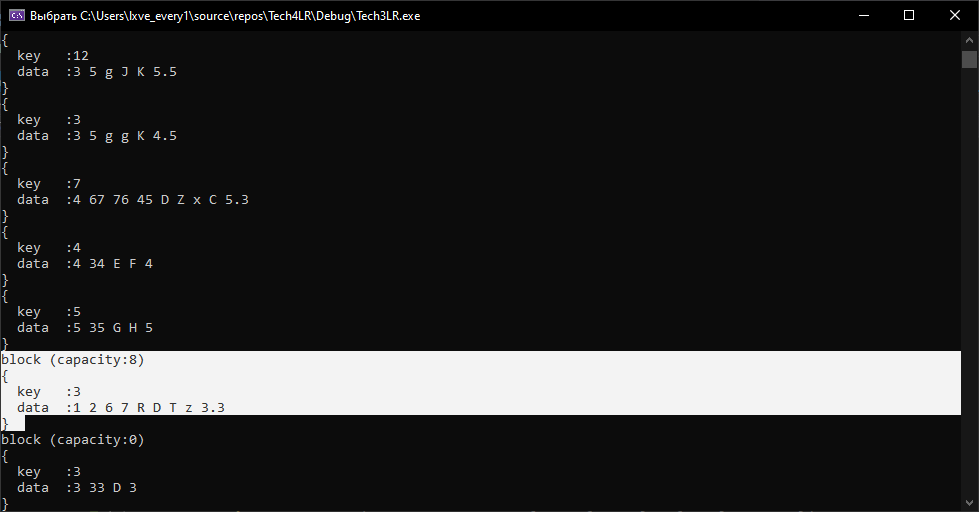 Выбрать C:\Users\lxve_every1\source\repos\Tech4LR\Debug\Tech3LR.exe
{
  key   :12
  data  :3 5 g J K 5.5
}
{
  key   :3
  data  :3 5 g g K 4.5
}
{
  key   :7
  data  :4 67 76 45 D Z x C 5.3
}
{
  key   :4
  data  :4 34 E F 4
}
{
  key   :5
  data  :5 35 G H 5
}
block (capacity:8)
{
  key   :3
  data  :1 2 6 7 R D T z 3.3
}
block (capacity:0)
{
  key   :3
  data  :3 33 D 3
}